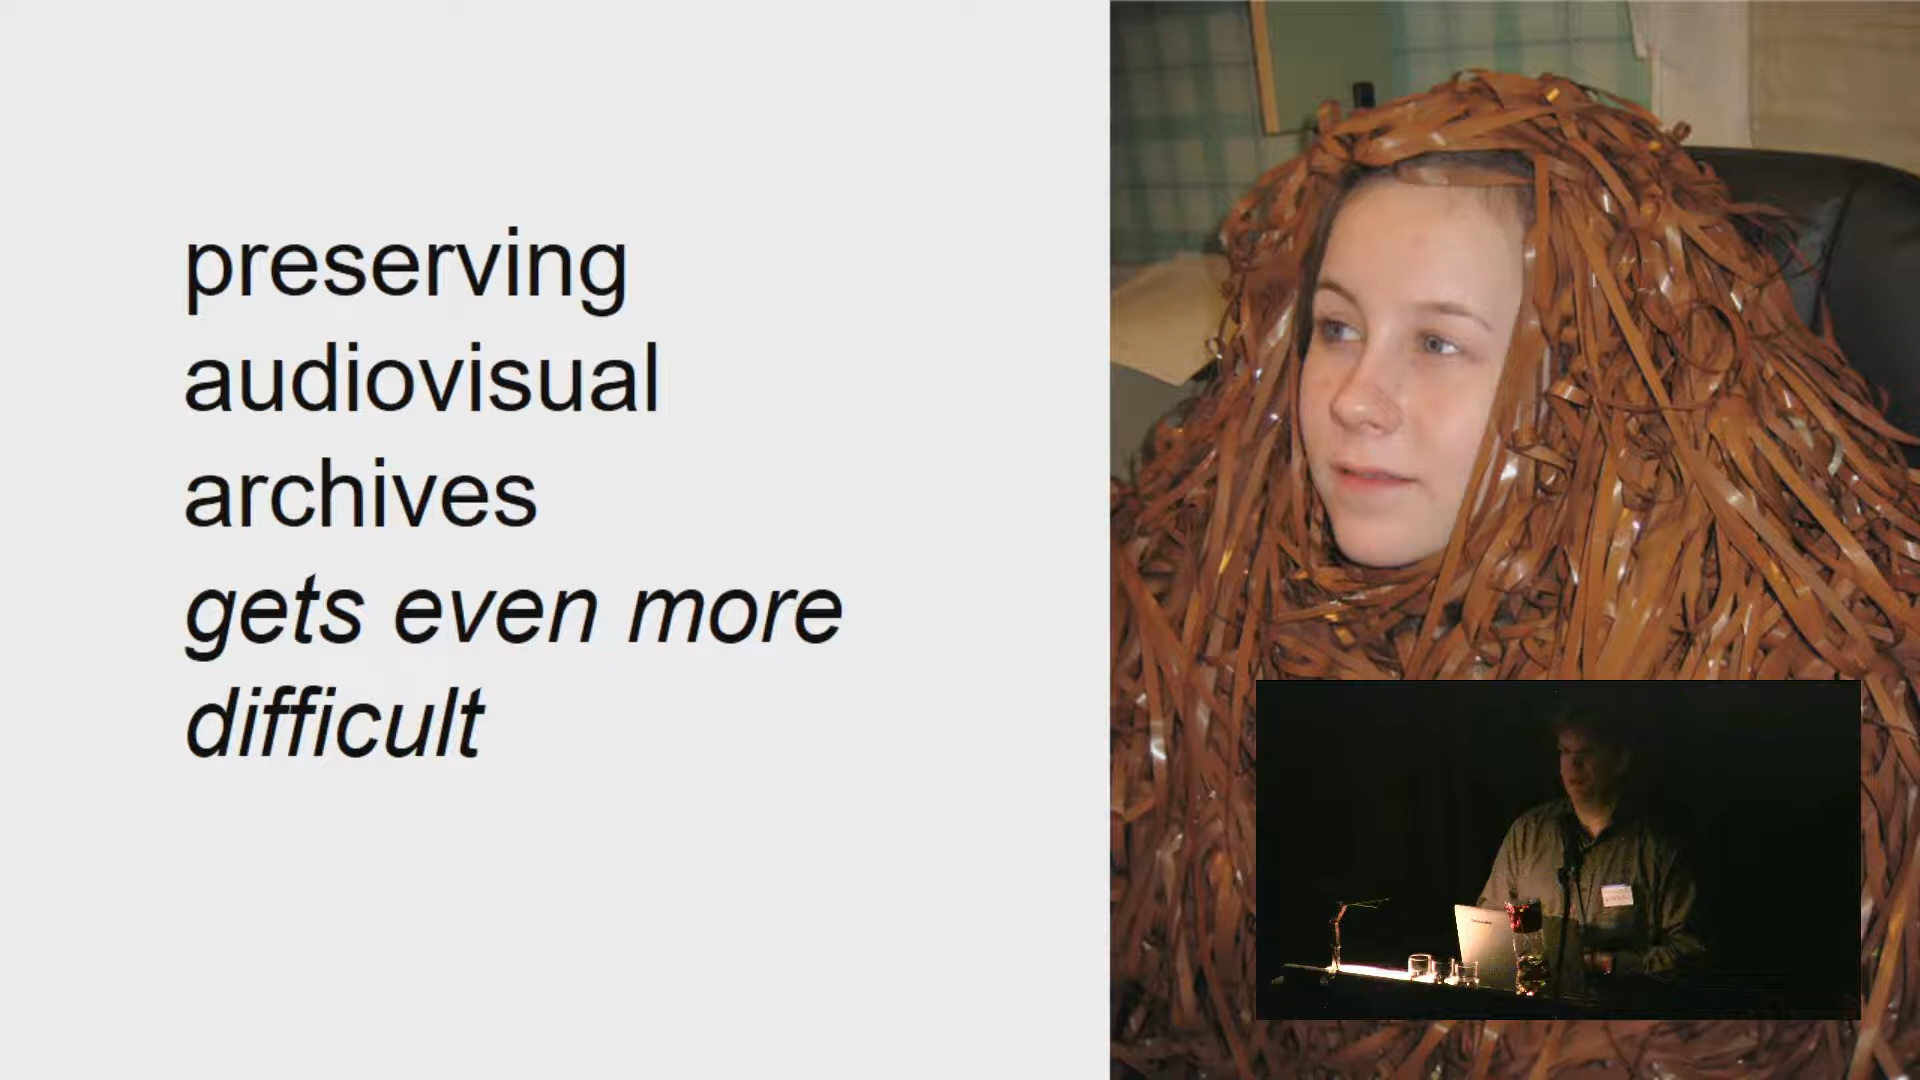 preserving
audiovisual
archives
gets even more
difficult